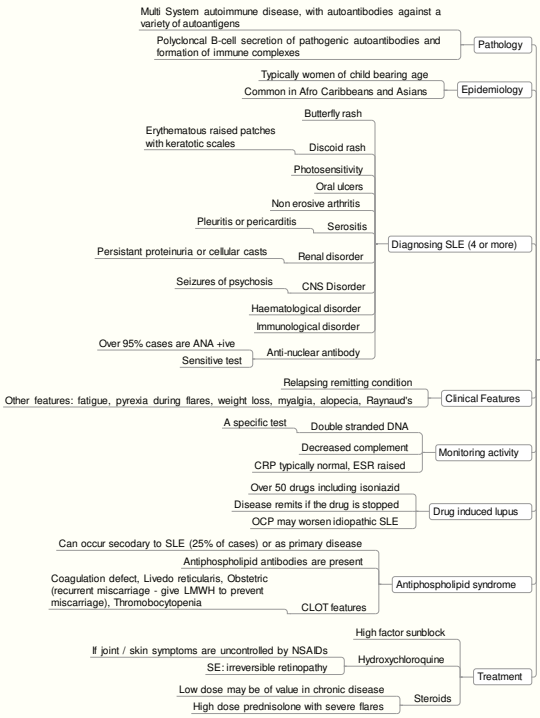 Multi System autoimmune disease, with autoantibodies against a
variety of autoantigens
Polycloncal B-cell secretion of pathogenic autoantibodies and
formation of immune complexes
Pathology
Typically women of child bearing age
Common in Afro Caribbeans and Asians
Epidemiology
Butterfly rash
Erythematous raised patches
with keratotic scales
Discoid rash
Photosensitivity
Oral ulcers
Non erosive arthritis
Pleuritis or pericarditis
Serositis
Persistant proteinuria or cellular casts
Renal disorder
Seizures of psychosis
CNS Disorder
Haematological disorder
Immunological disorder
Over 95% cases are ANA +ive
Sensitive test
Anti-nuclear antibody
Diagnosing SLE (4 or more)
Relapsing remitting condition
Other features: fatigue, pyrexia during flares, weight loss, myalgia, alopecia, Raynaud's
Clinical Features
A specific test
Double stranded DNA
Decreased complement
CRP typically normal, ESR raised
Monitoring activity
Over 50 drugs including isoniazid
Disease remits if the drug is stopped
OCP may worsen idiopathic SLE
Drug induced lupus
Can occur secodary to SLE (25% of cases) or as primary disease
Antiphospholipid antibodies are present
Coagulation defect, Livedo reticularis, Obstetric
(recurrent miscarriage - give LMWH to prevent
miscarriage), Thrombocytopenia
CLOT features
Antiphospholipid syndrome
High factor sunblock
If joint / skin symptoms are uncontrolled by NSAIDs
SE: irreversible retinopathy
Hydroxychloroquine
Low dose may be of value in chronic disease
High dose prednisolone with severe flares
Steroids
Treatment